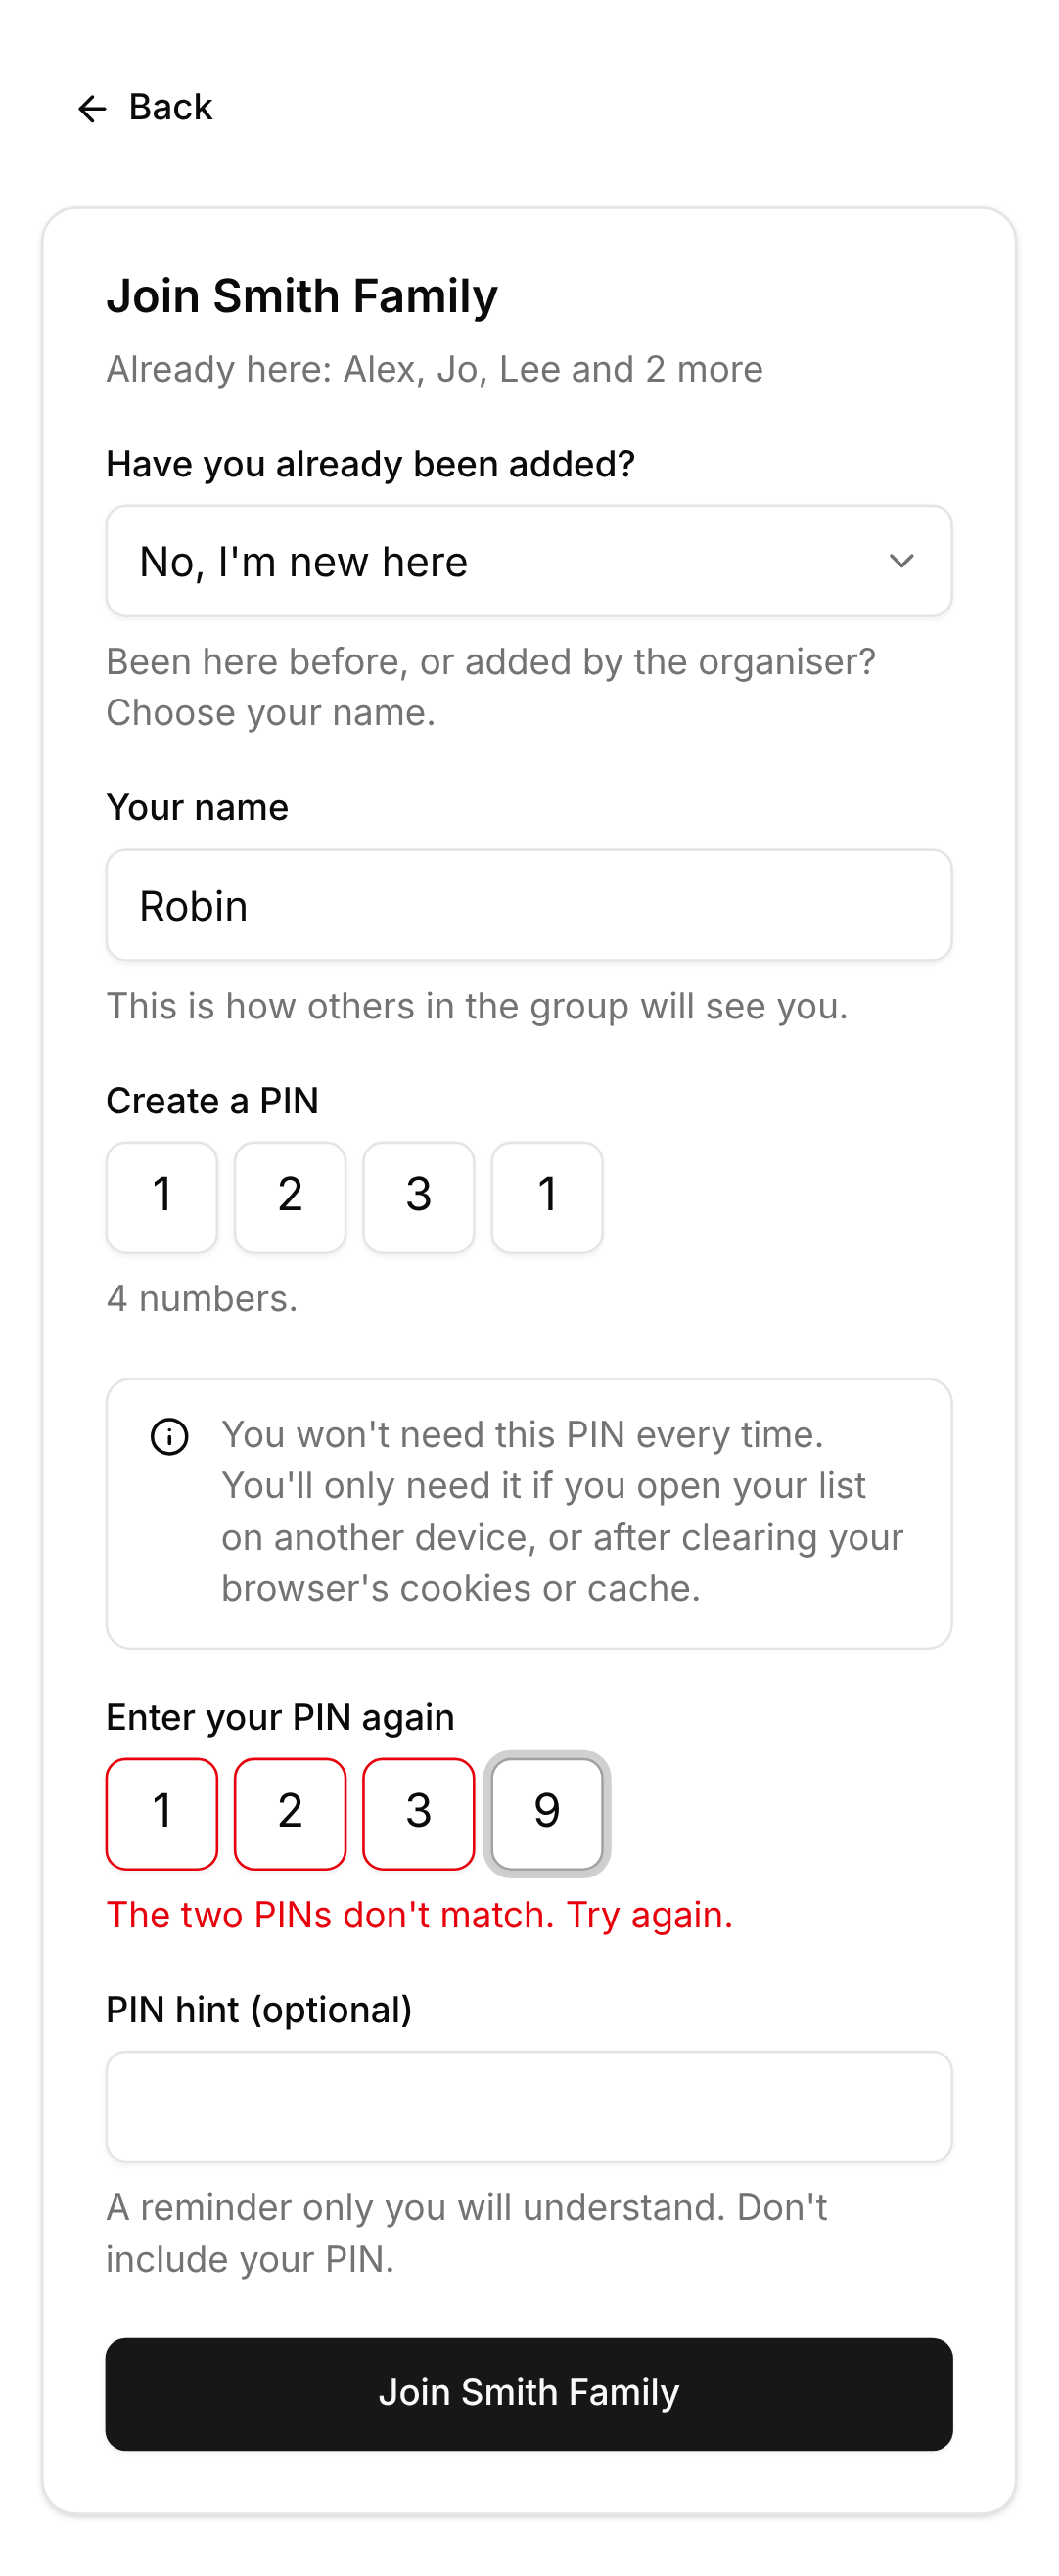 Back
Join Smith Family
Already here: Alex, Jo, Lee and 2 more
Have you already been added?
No, I'm new here
Been here before, or added by the organiser?
Choose your name.
Your name
Robin
This is how others in the group will see you.
Create a PIN
1 2 3 1
4 numbers.
You won't need this PIN every time.
You'll only need it if you open your list
on another device, or after clearing your
browser's cookies or cache.
Enter your PIN again
1 2 3 9
The two PINs don't match. Try again.
PIN hint (optional)
A reminder only you will understand. Don't
include your PIN.
Join Smith Family